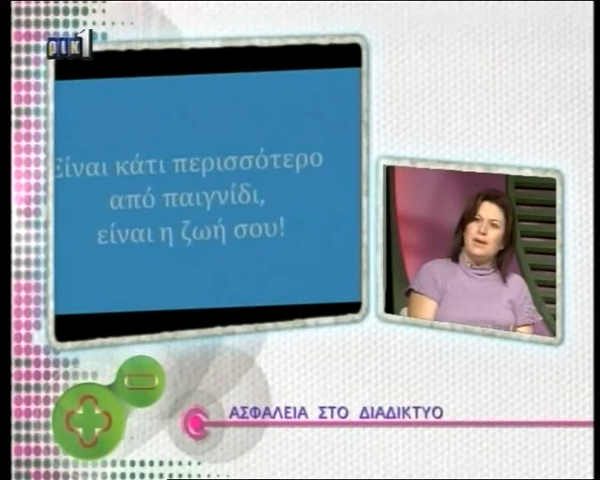 ΡΙΚ1
Είναι κάτι περισσότερο
από παιγνίδι,
είναι η ζωή σου!
ΑΣΦΑΛΕΙΑ ΣΤΟ ΔΙΑΔΙΚΤΥΟ